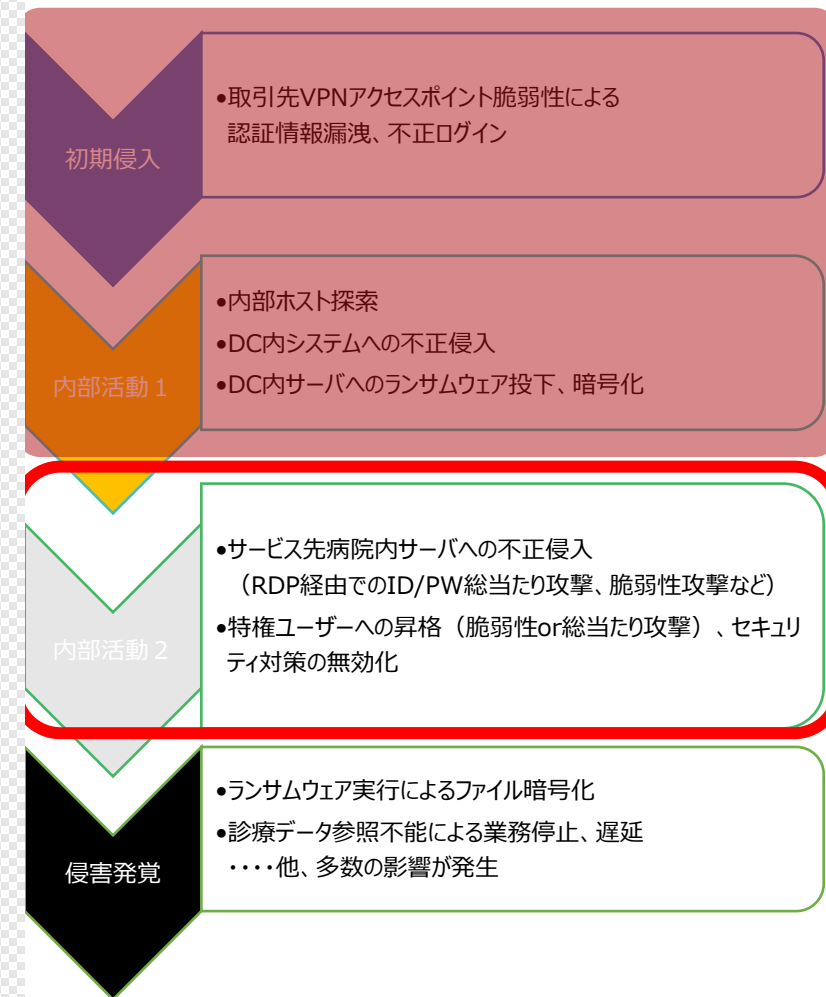 初期侵入
•取引先VPNアクセスポイント脆弱性による
認証情報漏洩、不正ログイン
内部活動１
•内部ホスト探索
•DC内システムへの不正侵入
•DC内サーバへのランサムウェア投下、暗号化
内部活動２
•サービス先病院内サーバへの不正侵入
（RDP経由でのID/PW総当たり攻撃、脆弱性攻撃など）
•特権ユーザーへの昇格（脆弱性or総当たり攻撃）、セキュリ
ティ対策の無効化
侵害発覚
•ランサムウェア実行によるファイル暗号化
•診療データ参照不能による業務停止、遅延
・・・・他、多数の影響が発生